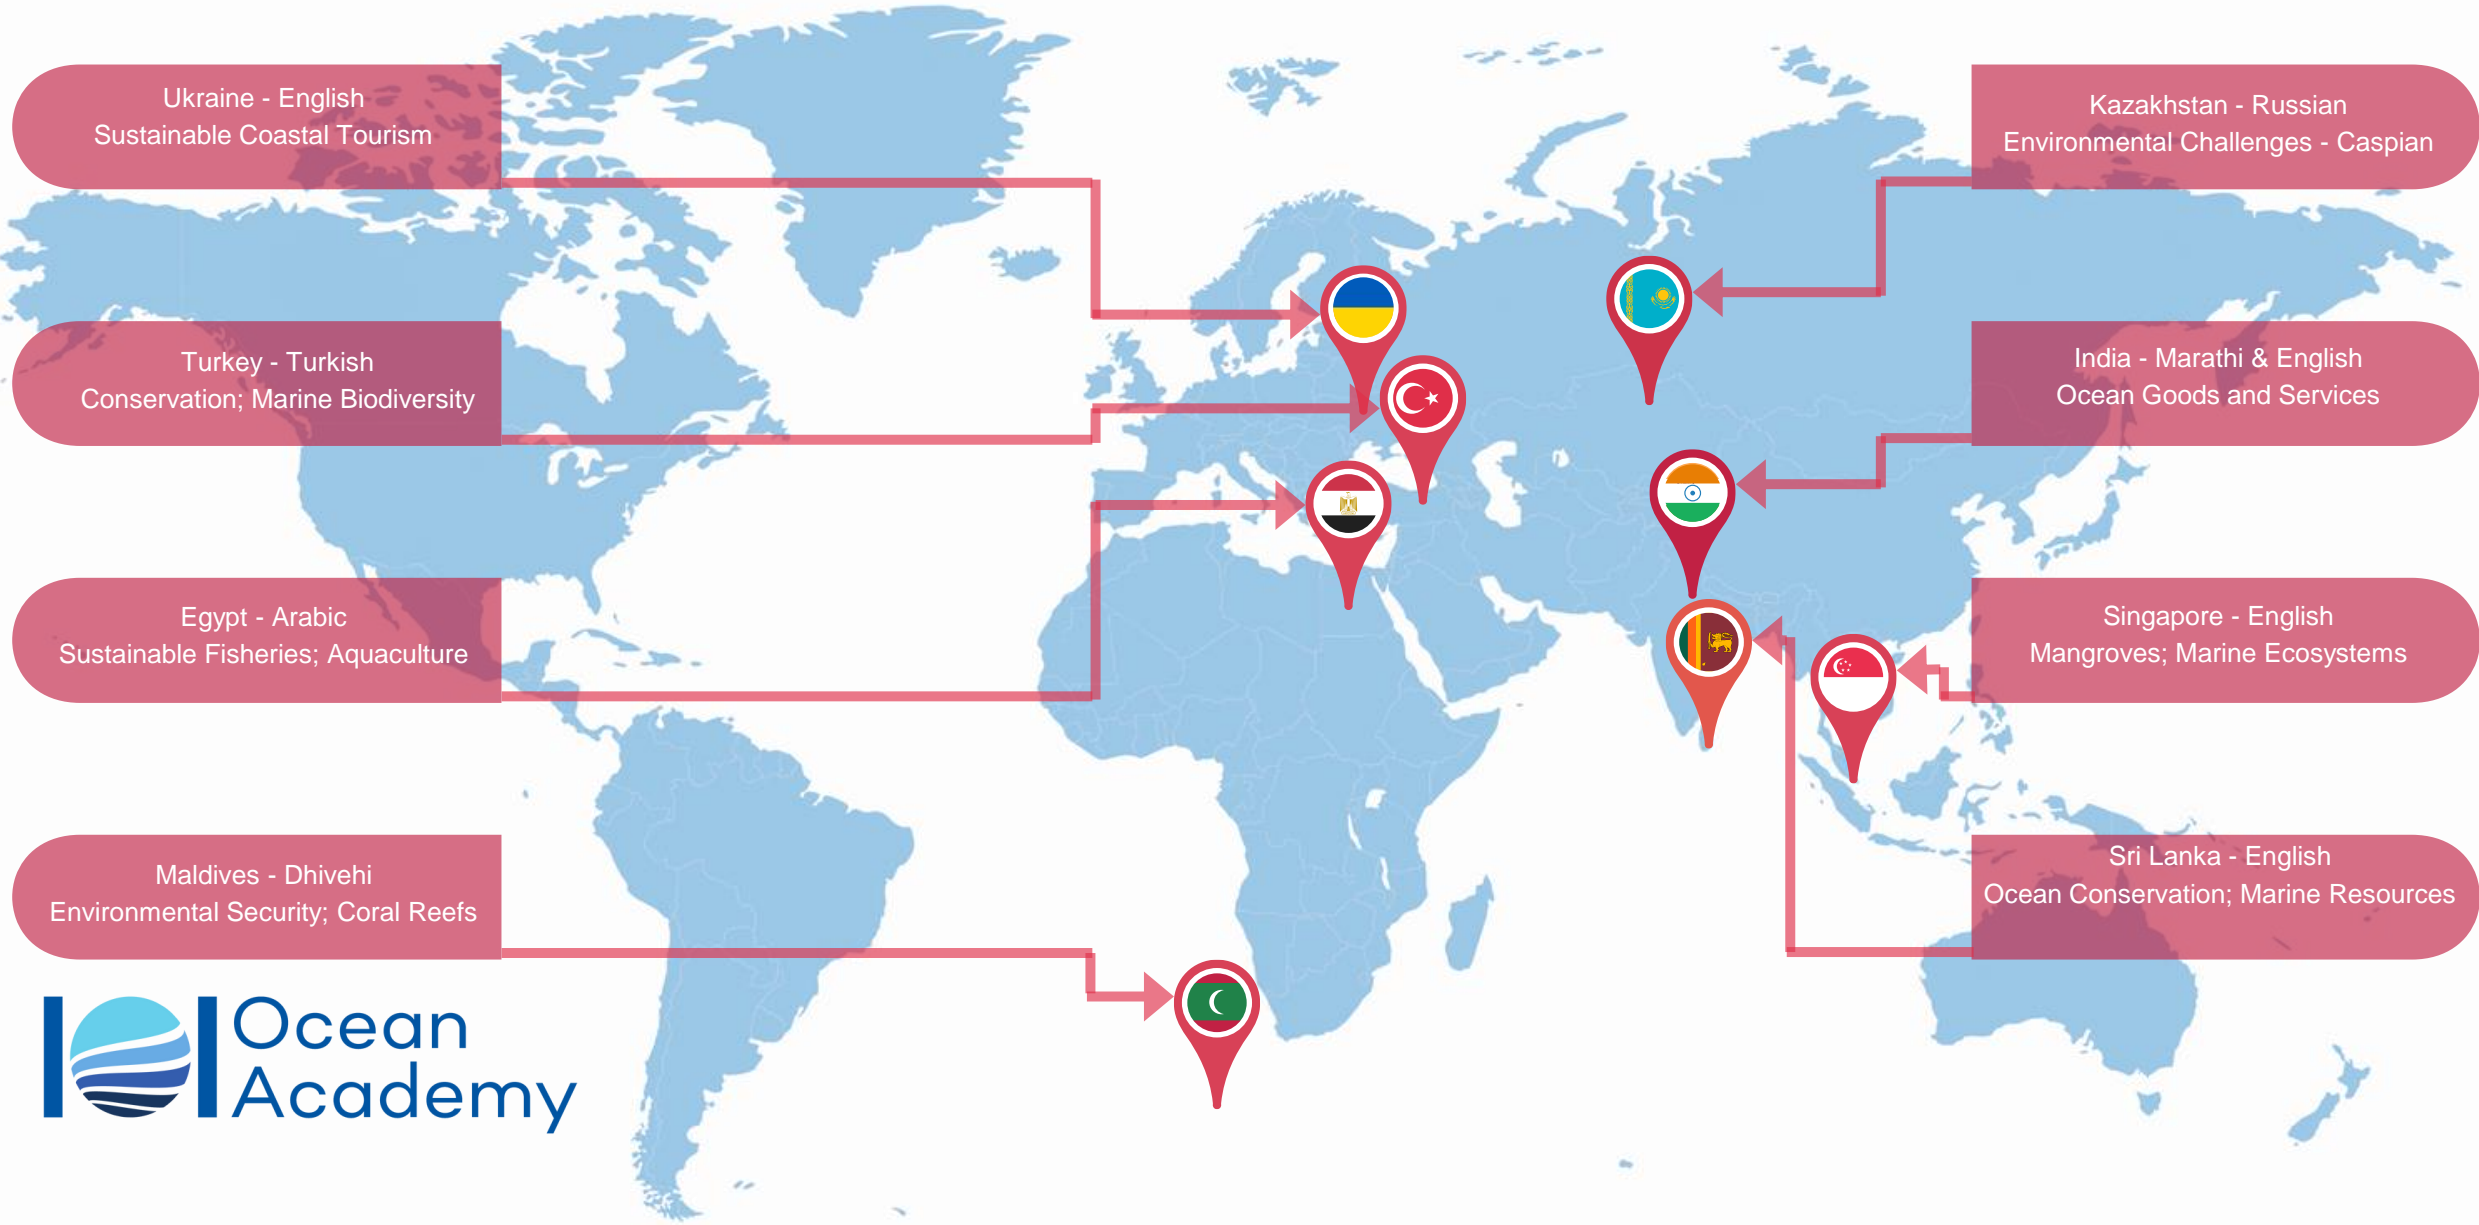 Ukraine - English
Sustainable Coastal Tourism
Turkey - Turkish
Conservation; Marine Biodiversity
Egypt - Arabic
Sustainable Fisheries; Aquaculture
Maldives - Dhivehi
Environmental Security; Coral Reefs
Kazakhstan - Russian
Environmental Challenges - Caspian
India - Marathi & English
Ocean Goods and Services
Singapore - English
Mangroves; Marine Ecosystems
Sri Lanka - English
Ocean Conservation; Marine Resources
IOI Ocean
Academy